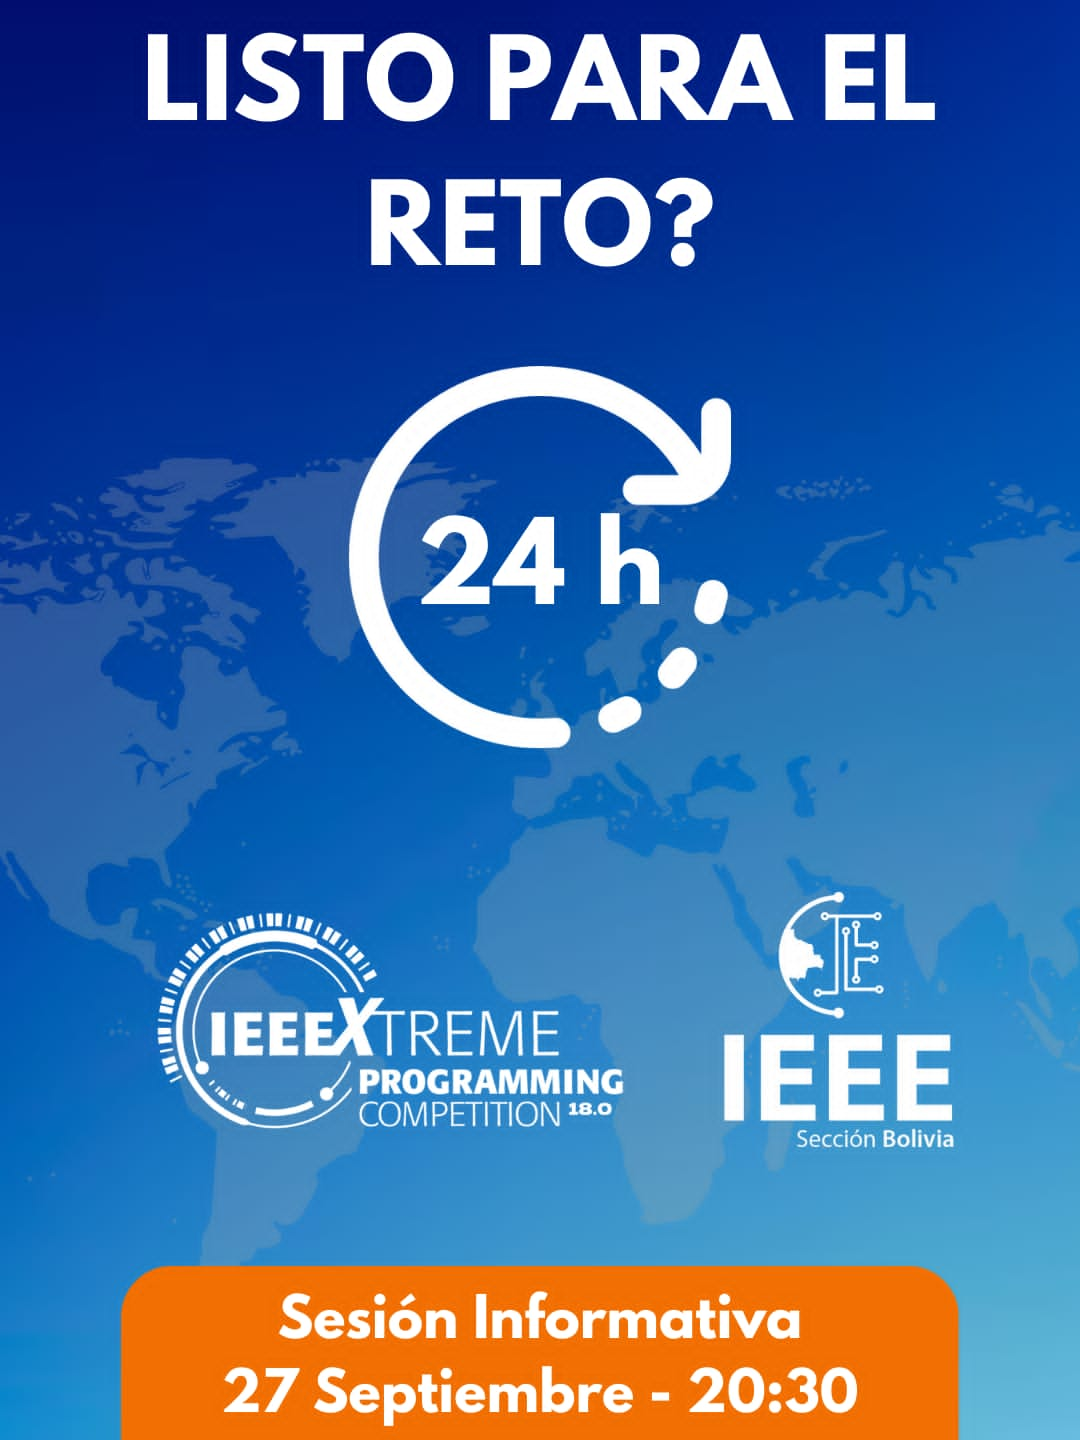 LISTO PARA EL
RETO?
24 h
IEEEXTREME
PROGRAMMING
COMPETITION 18.0
IEEE
Sección Bolivia
Sesión Informativa
27 Septiembre - 20:30